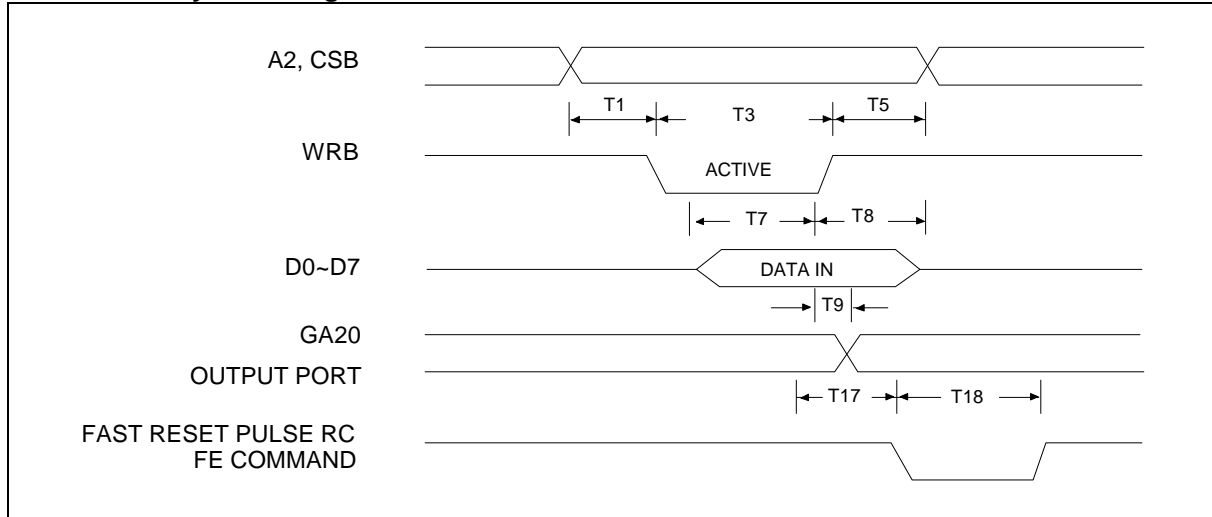 A2, CSB
T1
T3
T5
WRB
ACTIVE
T7
T8
D0~D7
DATA IN
T9
GA20
OUTPUT PORT
T17
T18
FAST RESET PULSE RC
FE COMMAND